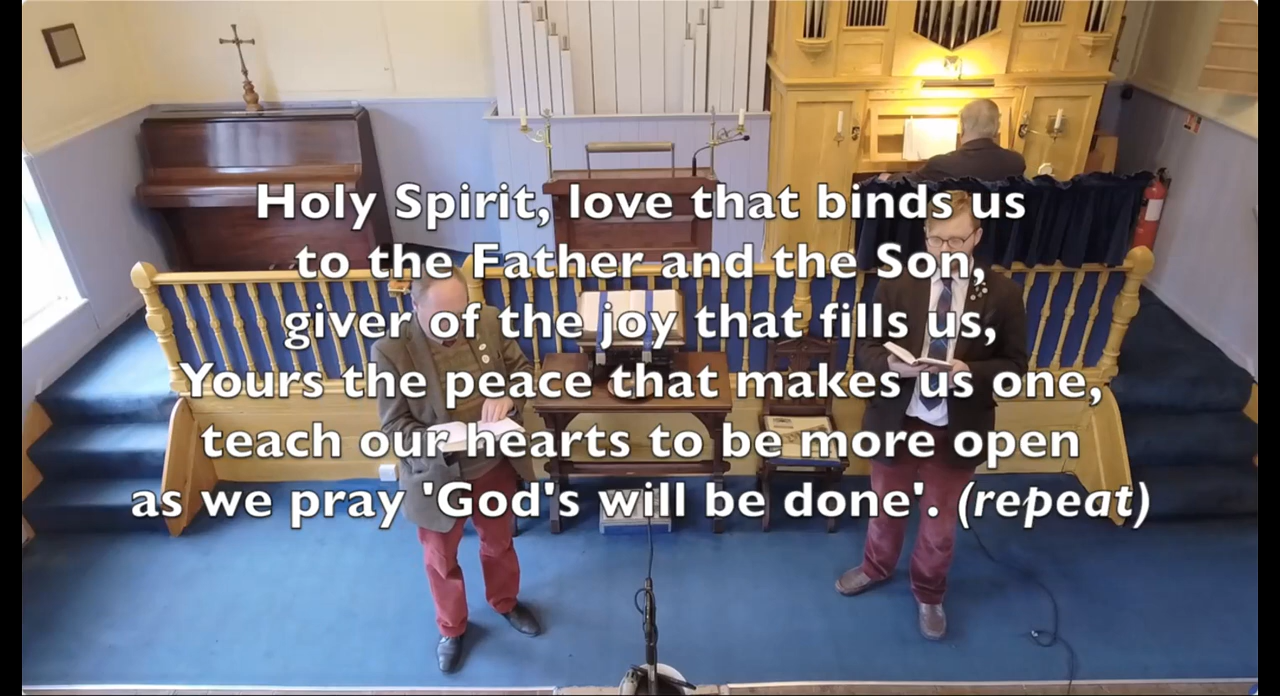 Holy Spirit, love that binds us
to the Father and the Son,
giver of the joy that fills us,
Yours the peace that makes us one,
teach our hearts to be more open
as we pray 'God's will be done'. (repeat)